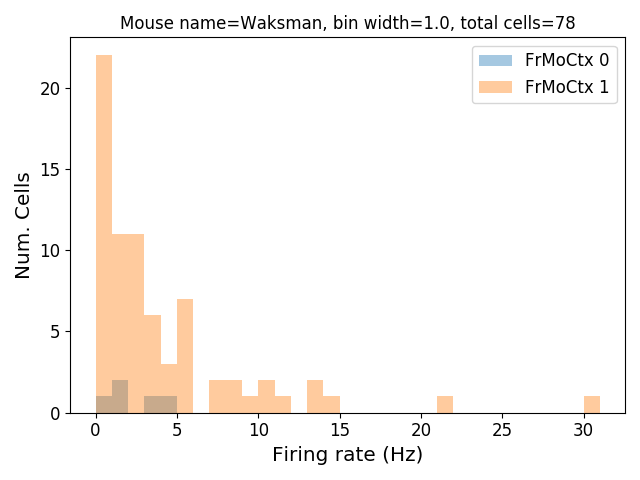 Mouse name=Waksman, bin width=1.0, total cells=78
FrMoCtx 0
FrMoCtx 1
Num. Cells
20
15
10
5
0
0 5 10 15 20 25 30
Firing rate (Hz)